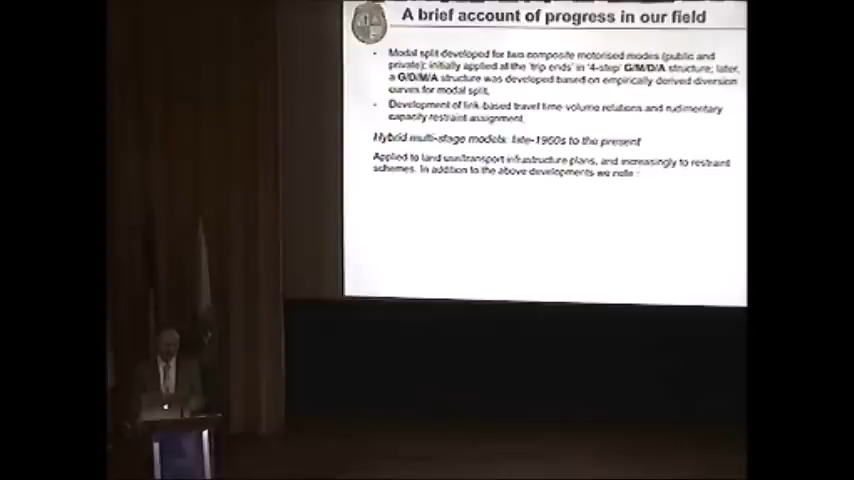 A brief account of progress in our field
• Modal split developed for two composite motorised modes (public and
private); initially applied at the 'trip ends' in '4-step' G/M/D/A structure; later,
a G/D/M/A structure was developed based on empirically derived diversion
curves for modal split.
• Development of link-based travel time-volume relations and rudimentary
capacity restraint assignment.
Hybrid multi-stage models: late-1960s to the present
Applied to land use/transport infrastructure plans, and increasingly to restraint
schemes. In addition to the above developments we note :